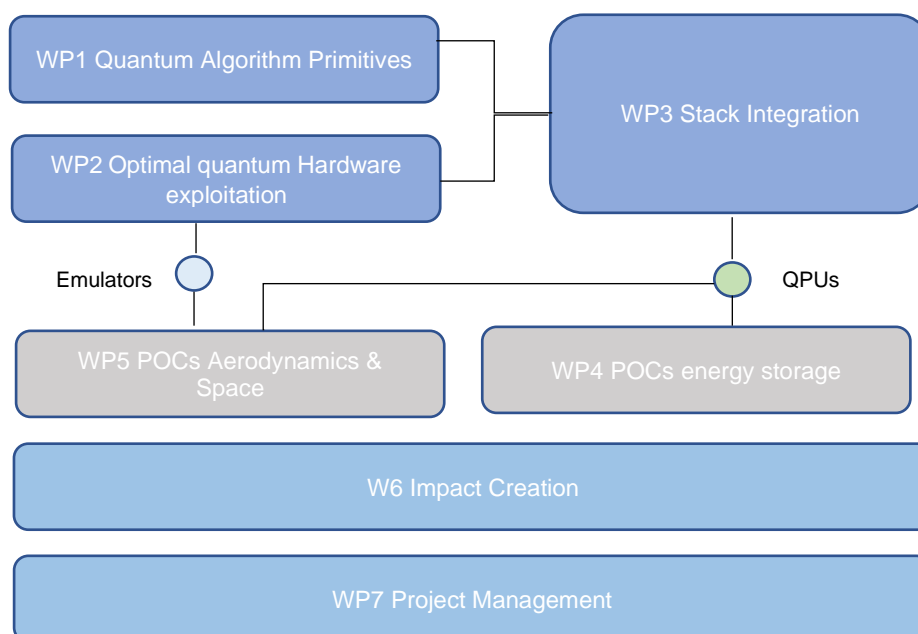 WP1 Quantum Algorithm Primitives
WP3 Stack Integration
WP2 Optimal quantum Hardware
exploitation
Emulators
QPUs
WP5 POCs Aerodynamics &
Space
WP4 POCs energy storage
W6 Impact Creation
WP7 Project Management